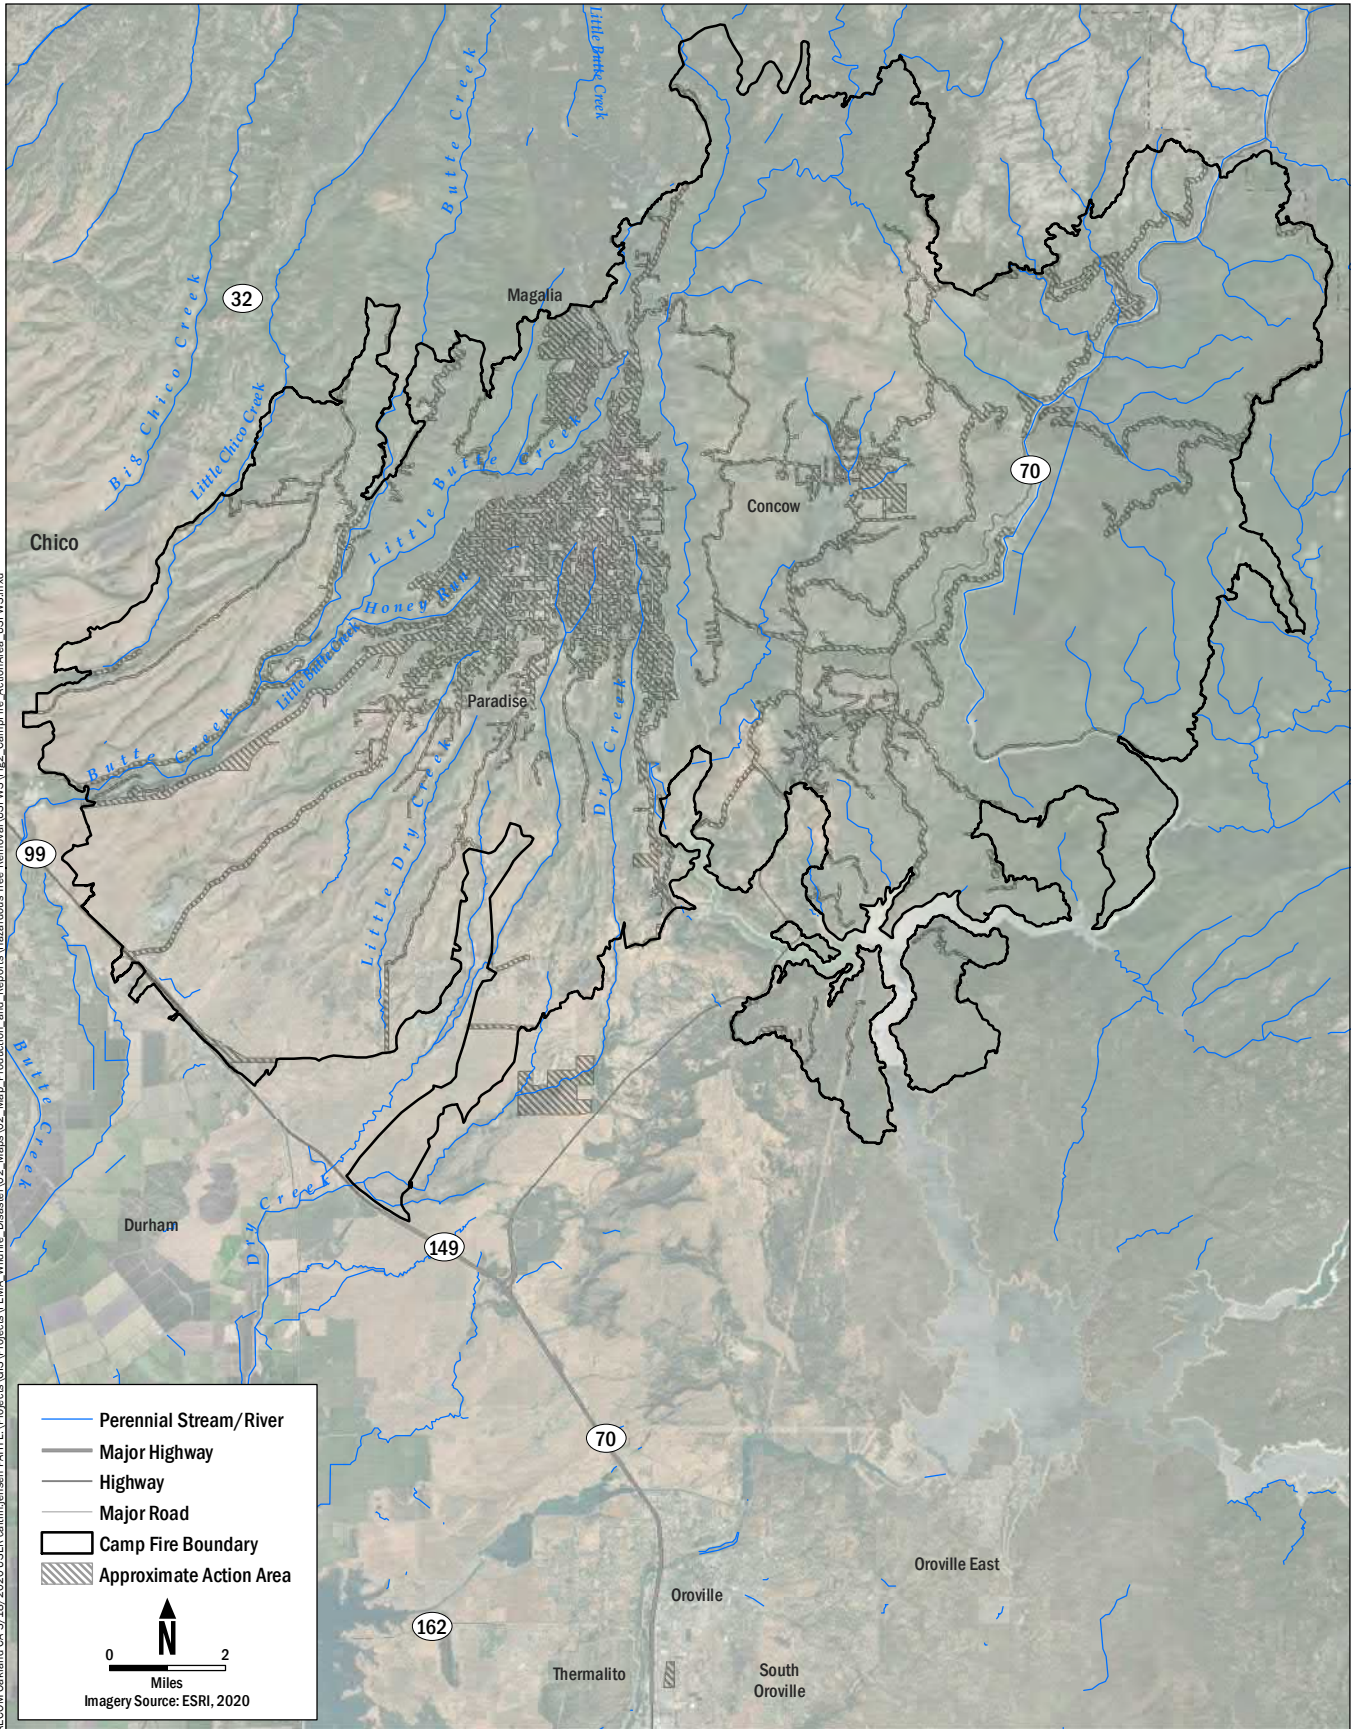 Little Butte Creek
Butte Creek
32
Magalia
Big Chico Creek
Little Chico Creek
Little Butte Creek
70
Concow
Chico
Honey Run
Little Butte Creek
Paradise
Butte Creek
Little Dry Creek
Dry Creek
99
Butte Creek
Durham
Dry Creek
149
70
Oroville East
Oroville
162
Thermalito
South
Oroville
Perennial Stream/River
Major Highway
Highway
Major Road
Camp Fire Boundary
Approximate Action Area
N
0 2
Miles
Imagery Source: ESRI, 2020